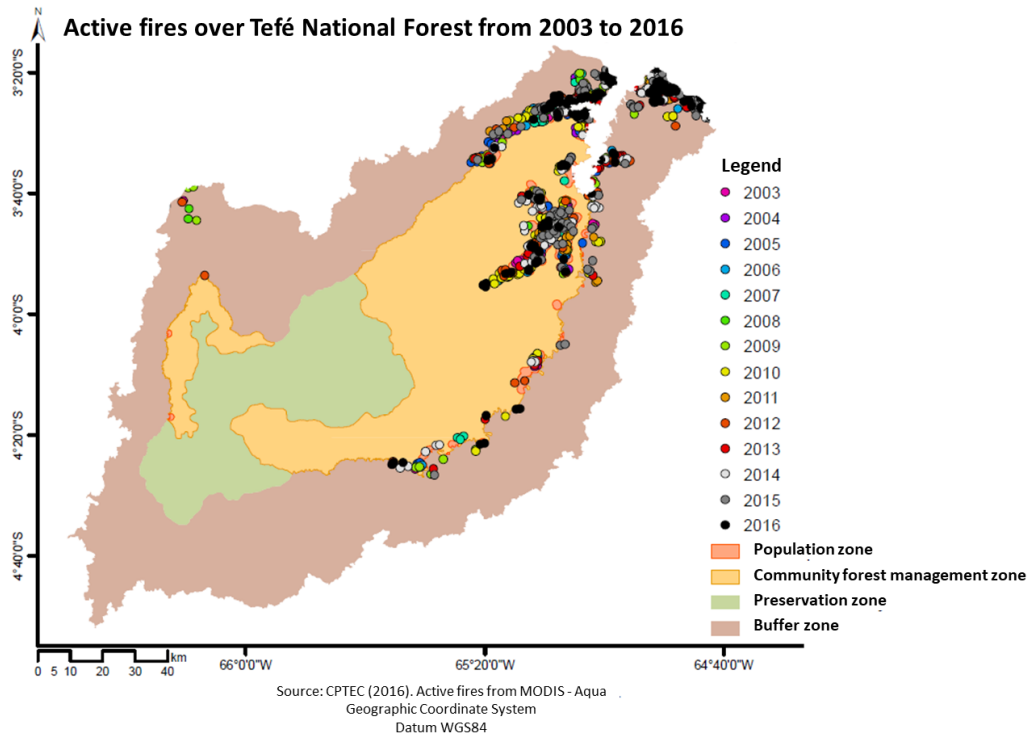 N
Active fires over Tefé National Forest from 2003 to 2016
3°20'0"S
3°40'0"S
4°0'0"S
4°20'0"S
4°40'0"S
Legend
2003
2004
2005
2006
2007
2008
2009
2010
2011
2012
2013
2014
2015
2016
Population zone
Community forest management zone
Preservation zone
Buffer zone
km
0 5 10 20 30 40
66°0'0"W
65°20'0"W
64°40'0"W
Source: CPTEC (2016). Active fires from MODIS - Aqua
Geographic Coordinate System
Datum WGS84